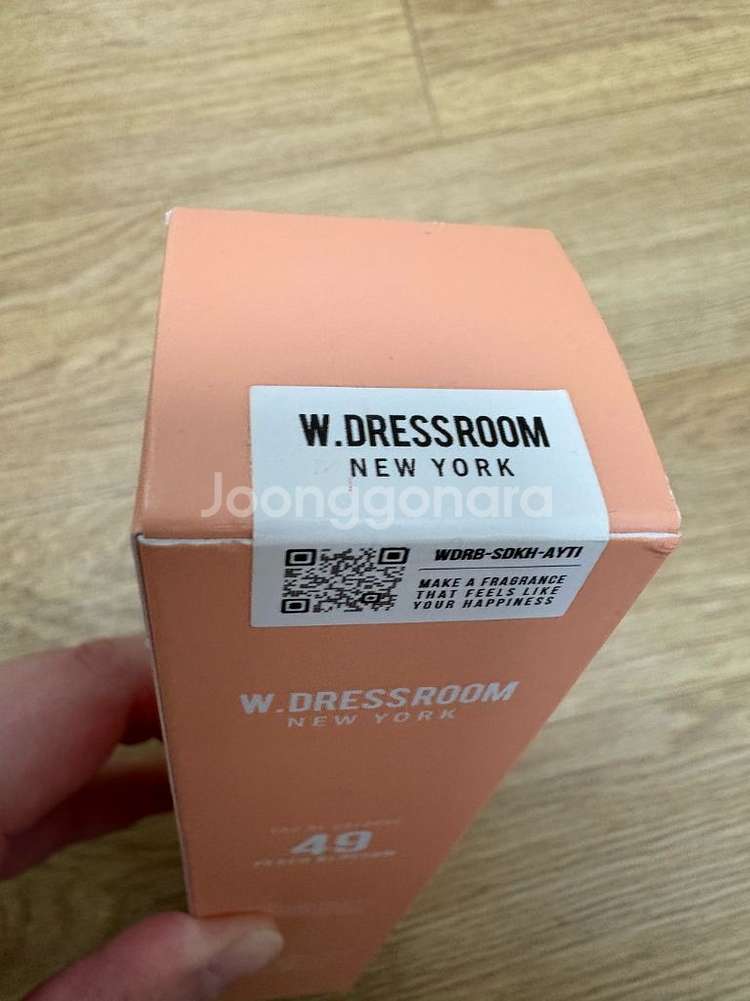 W.DRESSROOM
NEW YORK
Joonggonara
WDRB-SDKH-AYTI
MAKE A FRAGRANCE
THAT FEELS LIKE
YOUR HAPPINESS
W.DRESSROOM
NEW YORK
49